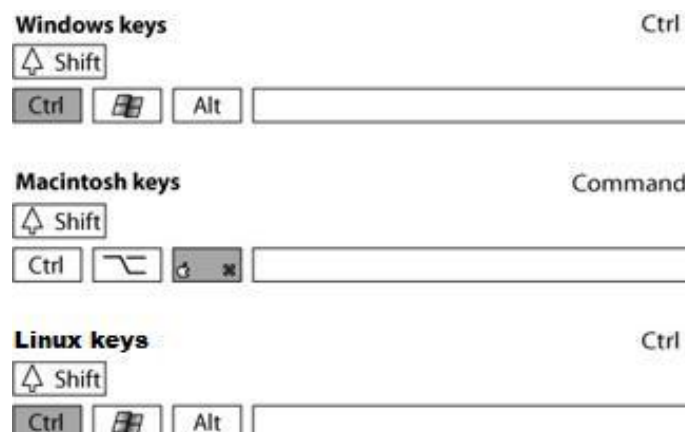 Windows keys Ctrl
Shift
Ctrl Alt
Macintosh keys Command
Shift
Ctrl
Linux keys Ctrl
Shift
Ctrl Alt